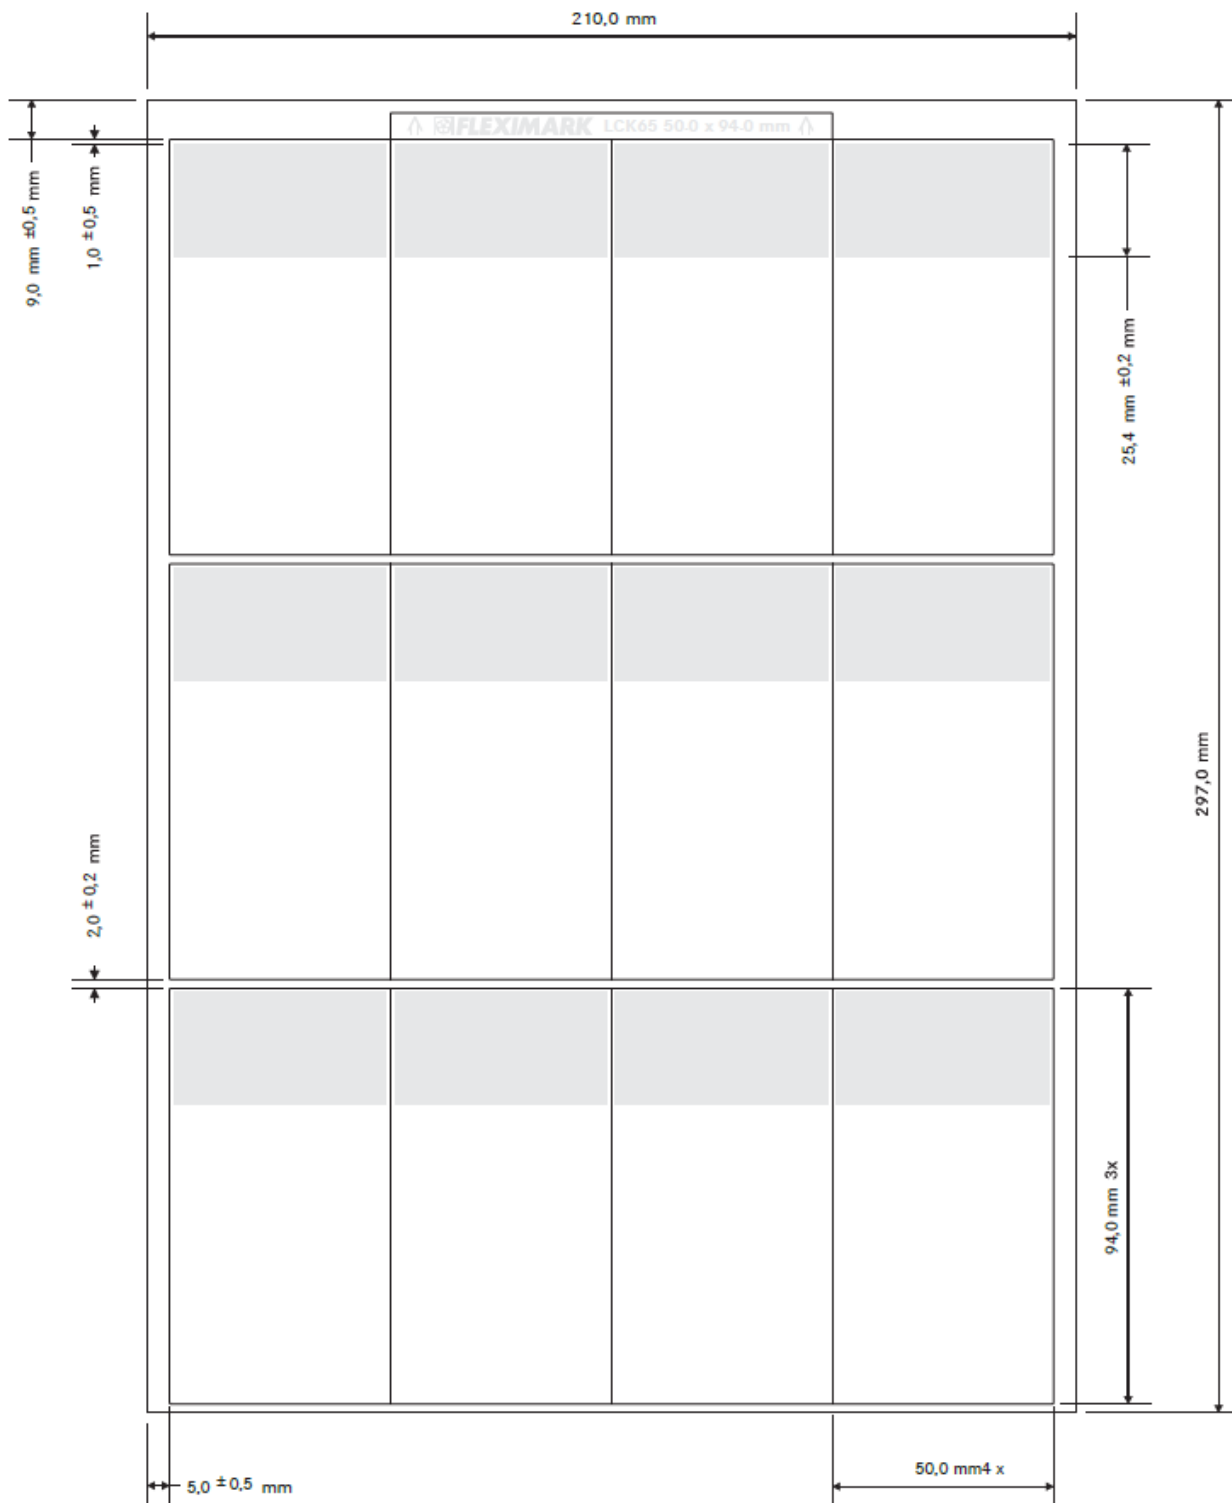 210,0 mm
FLEXIMARK LCK65 50.0 x 94.0 mm
9,0 mm ±0,5 mm
1,0 ±0,5 mm
25,4 mm ±0,2 mm
297,0 mm
2,0 ±0,2 mm
94,0 mm 3x
5,0 ±0,5 mm
50,0 mm4 x